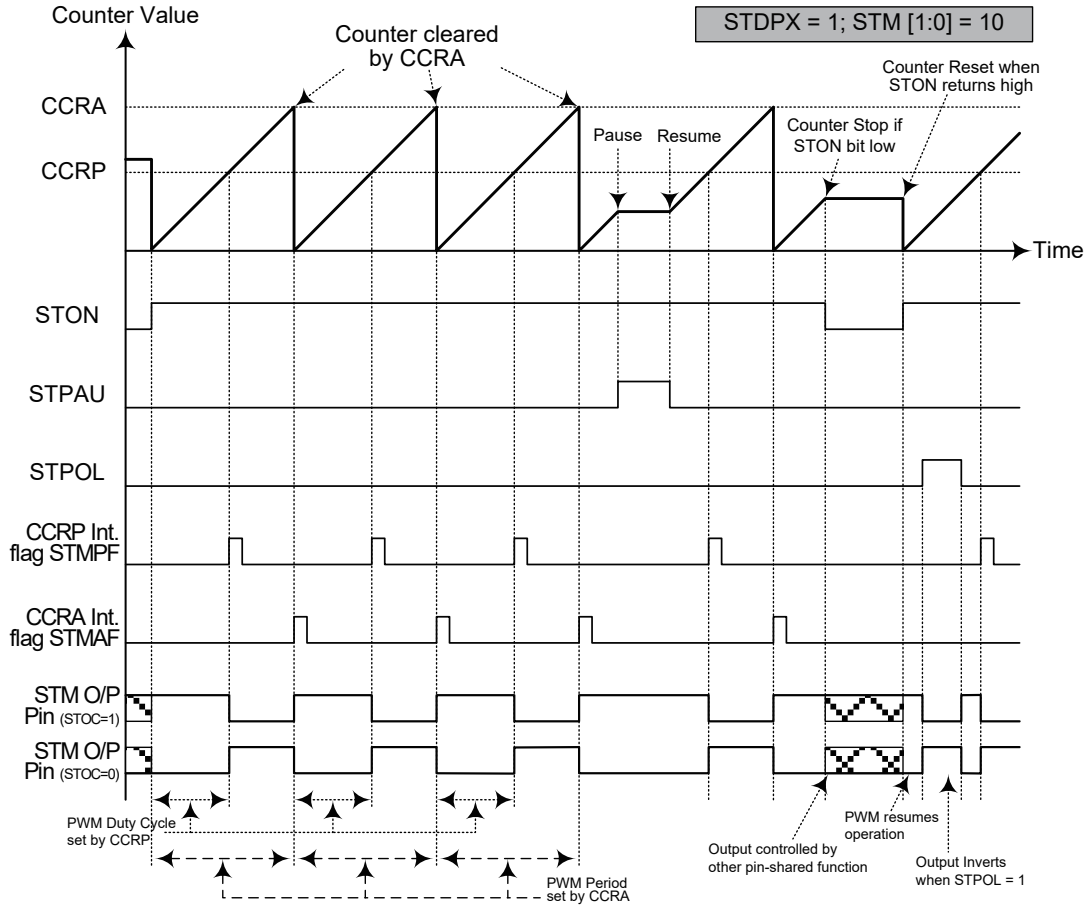 Counter Value
STDPX = 1; STM [1:0] = 10
Counter cleared
by CCRA
Counter Reset when
STON returns high
CCRA
Pause
Resume
Counter Stop if
STON bit low
CCRP
Time
STON
STPAU
STPOL
CCRP Int.
flag STMPF
CCRA Int.
flag STMAF
STM O/P
Pin (STOC=1)
STM O/P
Pin (STOC=0)
PWM Duty Cycle
set by CCRP
PWM resumes
operation
Output controlled by
other pin-shared function
Output Inverts
when STPOL = 1
PWM Period
set by CCRA